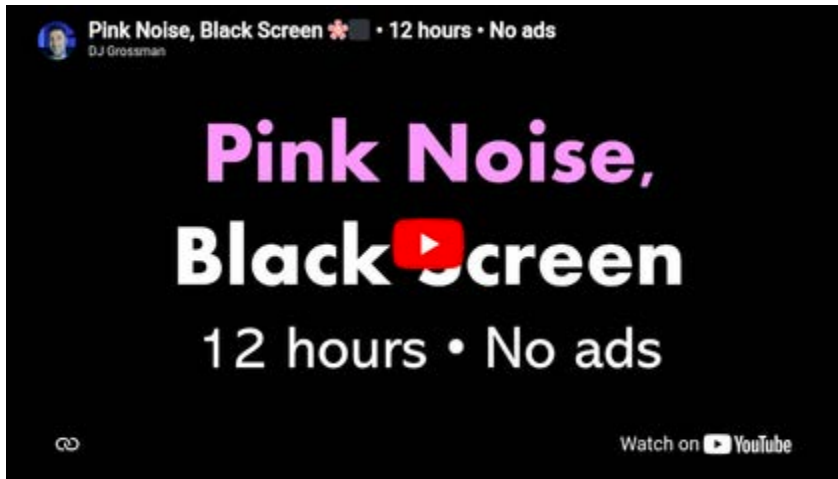 Pink Noise, Black Screen 🌸⬛ • 12 hours • No ads
DJ Grossman
Pink Noise,
Black Screen
12 hours • No ads
Watch on YouTube